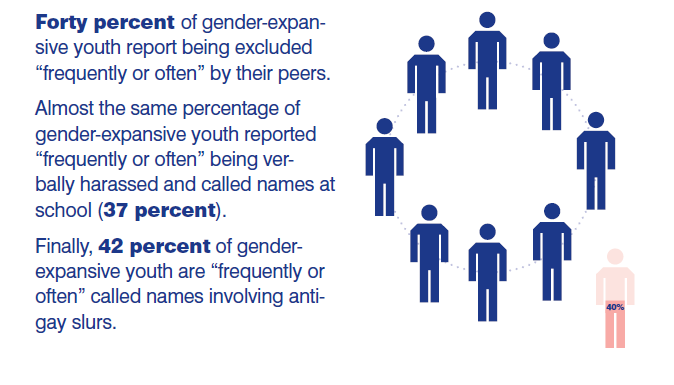 Forty percent of gender-expan-
sive youth report being excluded
“frequently or often” by their peers.
Almost the same percentage of
gender-expansive youth reported
“frequently or often” being ver-
bally harassed and called names at
school (37 percent).
Finally, 42 percent of gender-
expansive youth are “frequently or
often” called names involving anti-
gay slurs.
40%